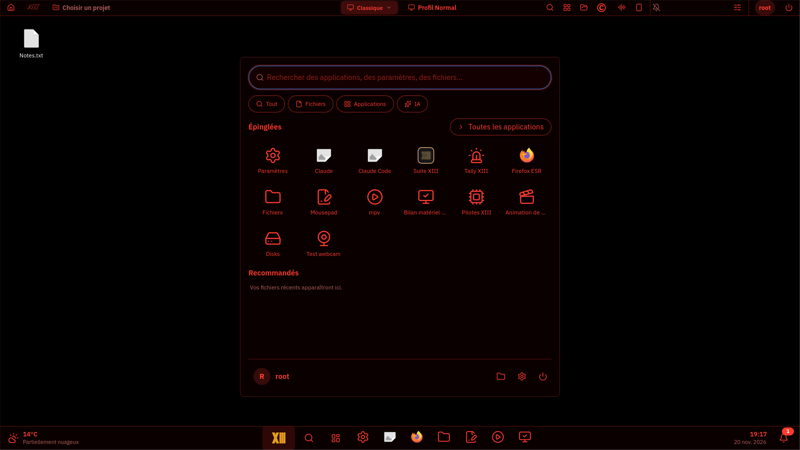 Choisir un projet
Classique
Profil Normal
root
Notes.txt
Rechercher des applications, des paramètres, des fichiers...
Tout
Fichiers
Applications
IA
Épinglées
Toutes les applications
Paramètres
Claude
Claude Code
Suite XIII
Tally XIII
Firefox ESR
Fichiers
Mousepad
mpv
Bilan matériel ...
Pilotes XIII
Animation de ...
Disks
Test webcam
Recommandés
Vos fichiers récents apparaîtront ici.
R
root
14°C
Partiellement nuageux
XIII
19:17
20 nov. 2026
1